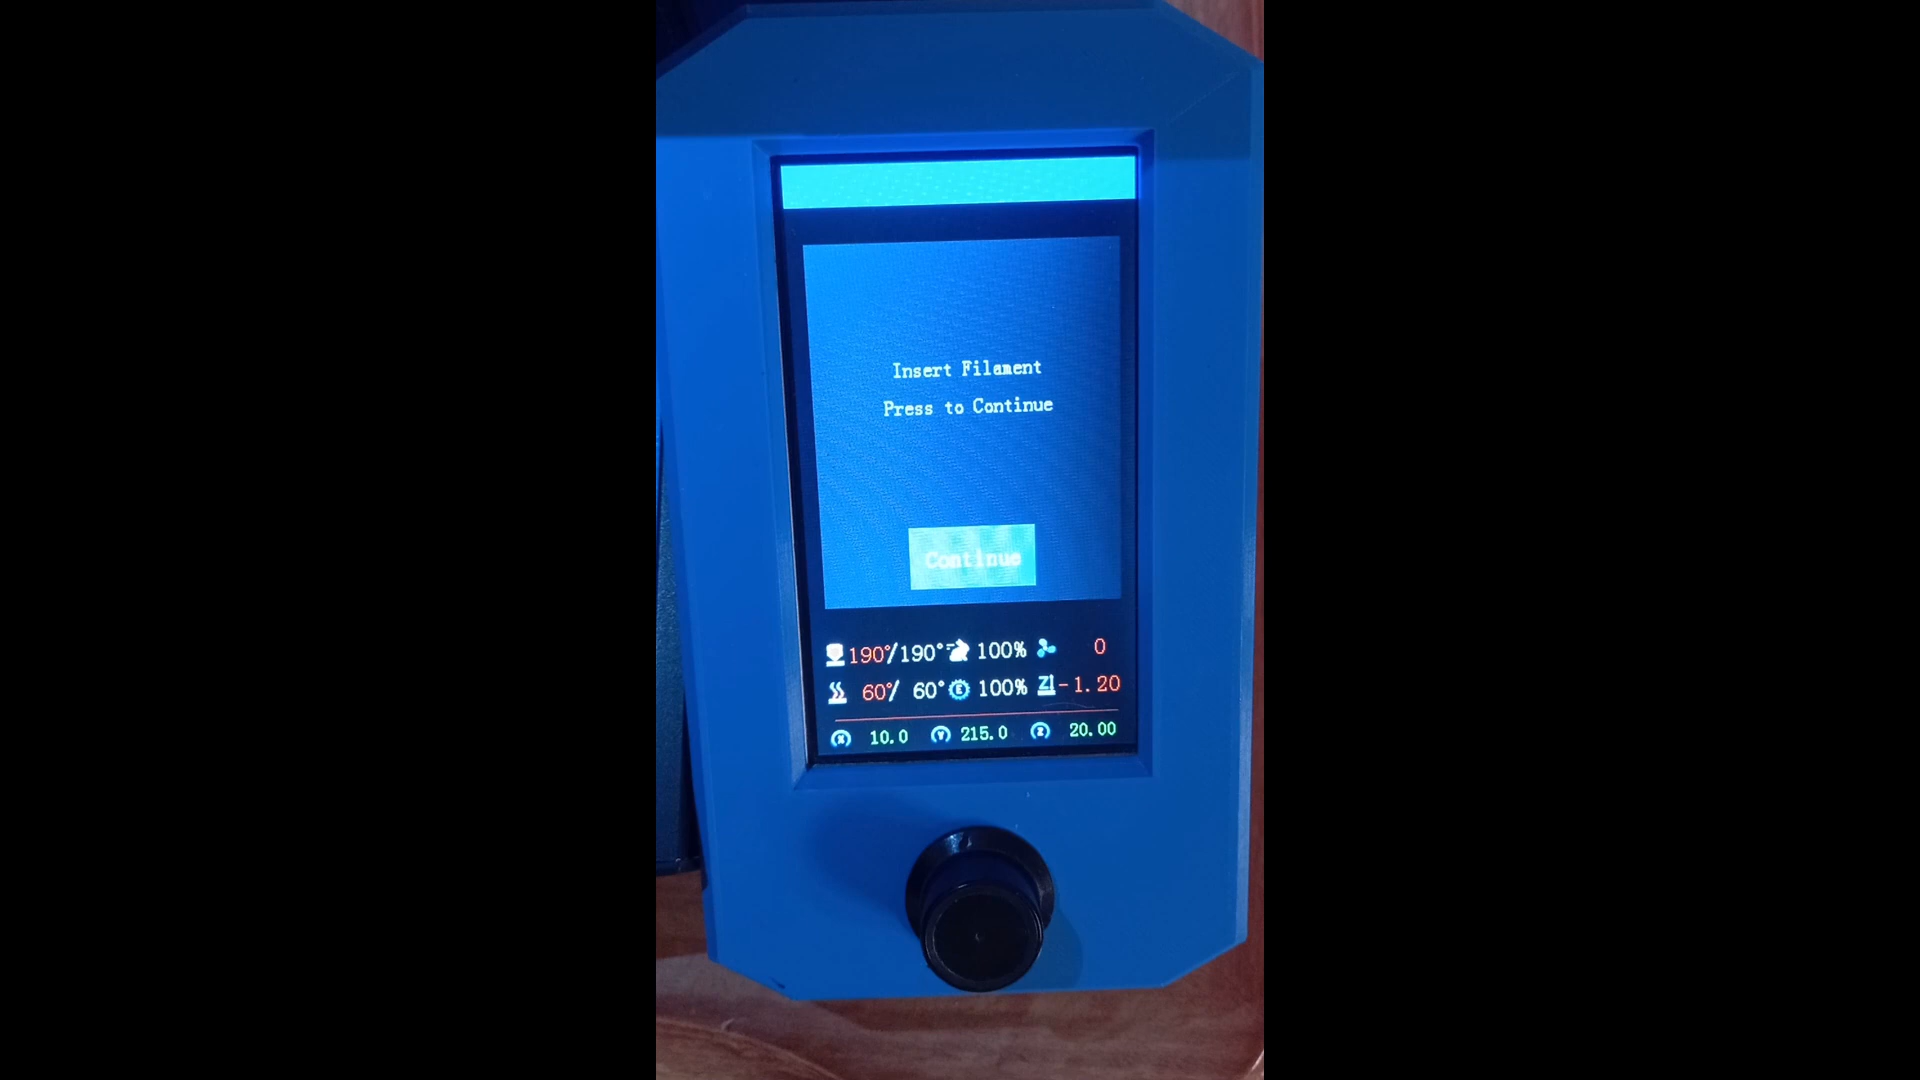 Insert Filament
Press to Continue
Continue
190°/190° 100% 0
60°/ 60° E 100% Z -1.20
X 10.0 Y 215.0 Z 20.00